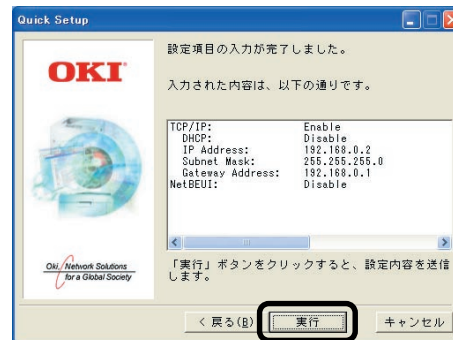 Quick Setup
OKI
設定項目の入力が完了しました。
入力された内容は、以下の通りです。
TCP/IP: Enable
DHCP: Disable
IP Address: 192.168.0.2
Subnet Mask: 255.255.255.0
Gateway Address: 192.168.0.1
NetBEUI: Disable
Oki, Network Solutions
for a Global Society
「実行」ボタンをクリックすると、設定内容を送信
します。
< 戻る(B)
実行
キャンセル